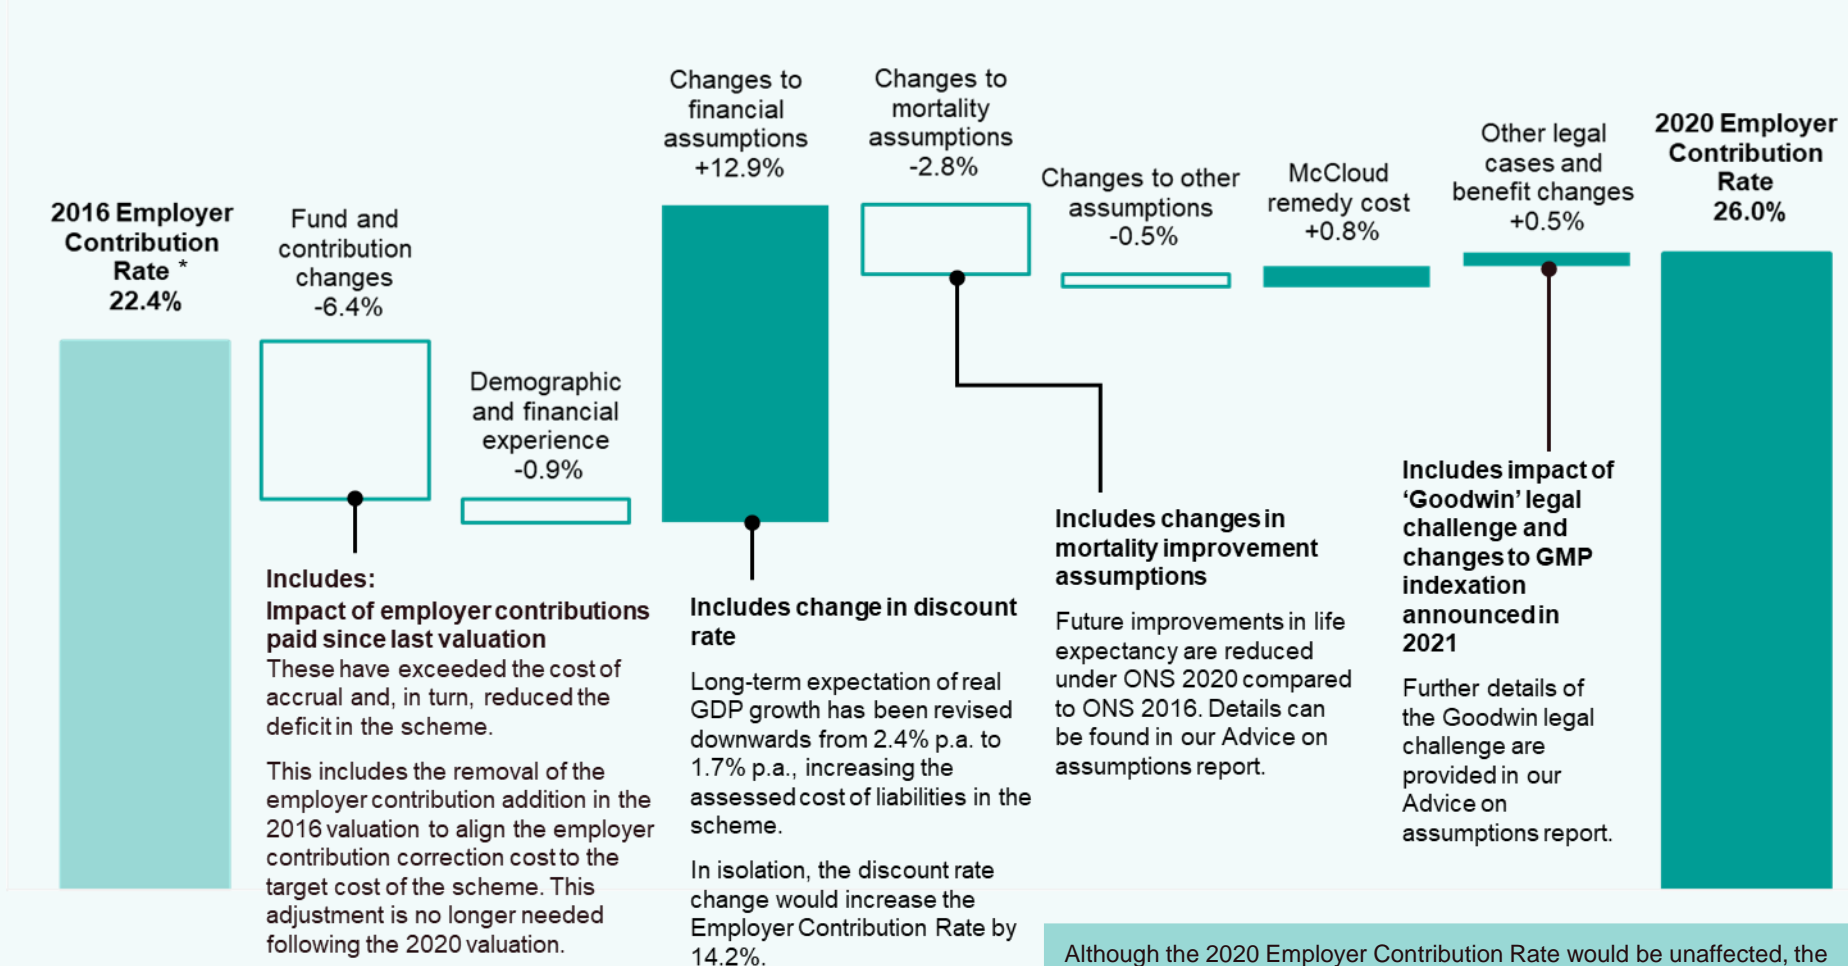 2016 Employer
Contribution
Rate *
22.4%
Fund and
contribution
changes
-6.4%
Demographic
and financial
experience
-0.9%
Changes to
financial
assumptions
+12.9%
Changes to
mortality
assumptions
-2.8%
Changes to other
assumptions
-0.5%
McCloud
remedy cost
+0.8%
Other legal
cases and
benefit changes
+0.5%
2020 Employer
Contribution
Rate
26.0%
Includes:
Impact of employer contributions
paid since last valuation
These have exceeded the cost of
accrual and, in turn, reduced the
deficit in the scheme.
This includes the removal of the
employer contribution addition in the
2016 valuation to align the employer
contribution correction cost to the
target cost of the scheme. This
adjustment is no longer needed
following the 2020 valuation.
Includes change in discount
rate
Long-term expectation of real
GDP growth has been revised
downwards from 2.4% p.a. to
1.7% p.a., increasing the
assessed cost of liabilities in the
scheme.
In isolation, the discount rate
change would increase the
Employer Contribution Rate by
14.2%.
Includes changes in
mortality improvement
assumptions
Future improvements in life
expectancy are reduced
under ONS 2020 compared
to ONS 2016. Details can
be found in our Advice on
assumptions report.
Includes impact of
‘Goodwin’ legal
challenge and
changes to GMP
indexation
announced in
2021
Further details of
the Goodwin legal
challenge are
provided in our
Advice on
assumptions report.
Although the 2020 Employer Contribution Rate would be unaffected, the